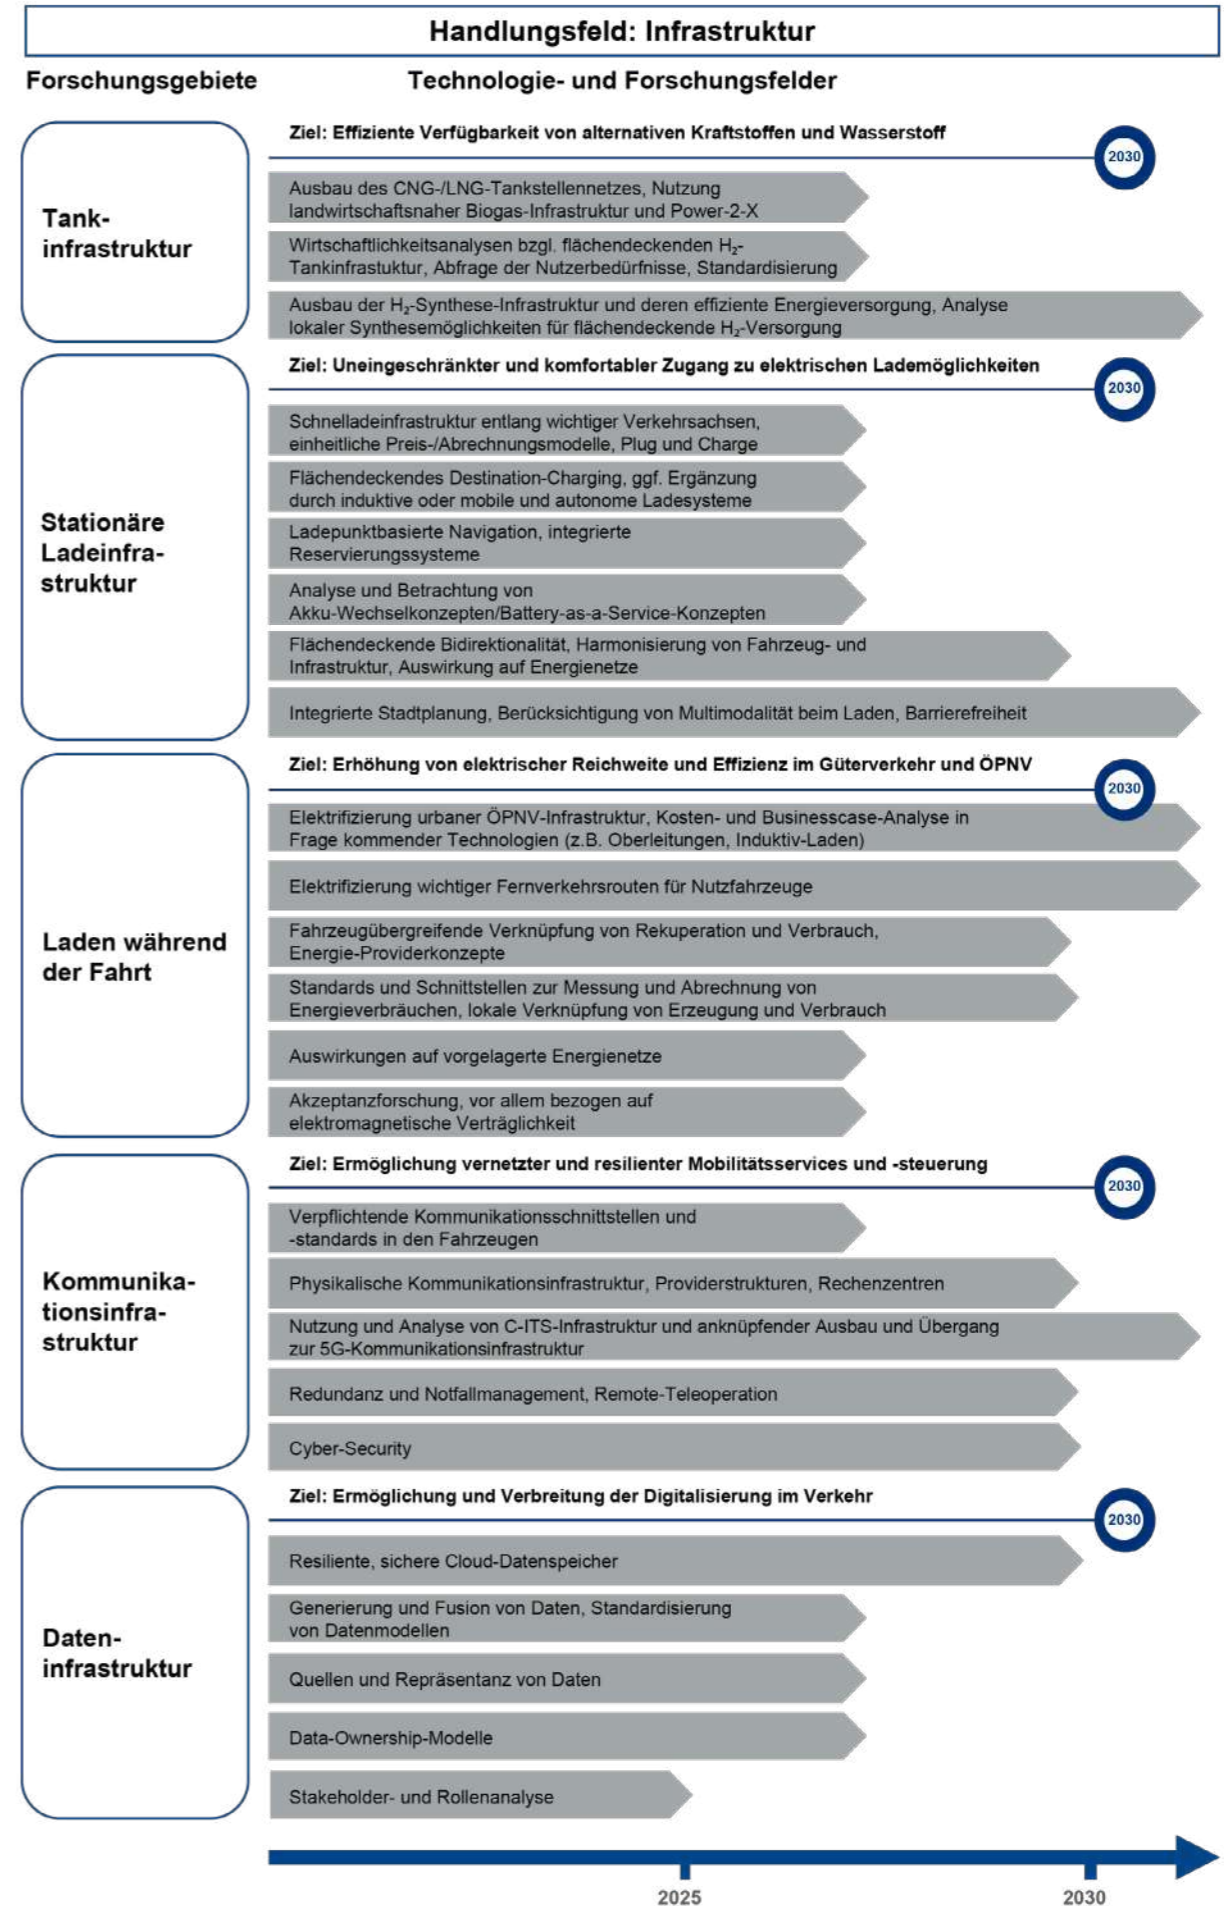 Handlungsfeld: Infrastruktur
Forschungsgebiete
Technologie- und Forschungsfelder
Tank-
infrastruktur
Ziel: Effiziente Verfügbarkeit von alternativen Kraftstoffen und Wasserstoff
2030
Ausbau des CNG-/LNG-Tankstellennetzes, Nutzung
landwirtschaftsnaher Biogas-Infrastruktur und Power-2-X
Wirtschaftlichkeitsanalysen bzgl. flächendeckenden H₂-
Tankinfastuktur, Abfrage der Nutzerbedürfnisse, Standardisierung
Ausbau der H₂-Synthese-Infrastruktur und deren effiziente Energieversorgung, Analyse
lokaler Synthesemöglichkeiten für flächendeckende H₂-Versorgung
Stationäre
Ladeinfra-
struktur
Ziel: Uneingeschränkter und komfortabler Zugang zu elektrischen Lademöglichkeiten
2030
Schnelladeinfrastruktur entlang wichtiger Verkehrsachsen,
einheitliche Preis-/Abrechnungsmodelle, Plug und Charge
Flächendeckendes Destination-Charging, ggf. Ergänzung
durch induktive oder mobile und autonome Ladesysteme
Ladepunktbasierte Navigation, integrierte
Reservierungssysteme
Analyse und Betrachtung von
Akku-Wechselkonzepten/Battery-as-a-Service-Konzepten
Flächendeckende Bidirektionalität, Harmonisierung von Fahrzeug- und
Infrastruktur, Auswirkung auf Energienetze
Integrierte Stadtplanung, Berücksichtigung von Multimodalität beim Laden, Barrierefreiheit
Laden während
der Fahrt
Ziel: Erhöhung von elektrischer Reichweite und Effizienz im Güterverkehr und ÖPNV
2030
Elektrifizierung urbaner ÖPNV-Infrastruktur, Kosten- und Businesscase-Analyse in
Frage kommender Technologien (z.B. Oberleitungen, Induktiv-Laden)
Elektrifizierung wichtiger Fernverkehrsrouten für Nutzfahrzeuge
Fahrzeugübergreifende Verknüpfung von Rekuperation und Verbrauch,
Energie-Providerkonzepte
Standards und Schnittstellen zur Messung und Abrechnung von
Energieverbräuchen, lokale Verknüpfung von Erzeugung und Verbrauch
Auswirkungen auf vorgelagerte Energienetze
Akzeptanzforschung, vor allem bezogen auf
elektromagnetische Verträglichkeit
Kommunika-
tionsinfra-
struktur
Ziel: Ermöglichung vernetzter und resilienter Mobilitätsservices und -steuerung
2030
Verpflichtende Kommunikationsschnittstellen und
-standards in den Fahrzeugen
Physikalische Kommunikationsinfrastruktur, Providerstrukturen, Rechenzentren
Nutzung und Analyse von C-ITS-Infrastruktur und anknüpfender Ausbau und Übergang
zur 5G-Kommunikationsinfrastruktur
Redundanz und Notfallmanagement, Remote-Teleoperation
Cyber-Security
Daten-
infrastruktur
Ziel: Ermöglichung und Verbreitung der Digitalisierung im Verkehr
2030
Resiliente, sichere Cloud-Datenspeicher
Generierung und Fusion von Daten, Standardisierung
von Datenmodellen
Quellen und Repräsentanz von Daten
Data-Ownership-Modelle
Stakeholder- und Rollenanalyse
2025
2030